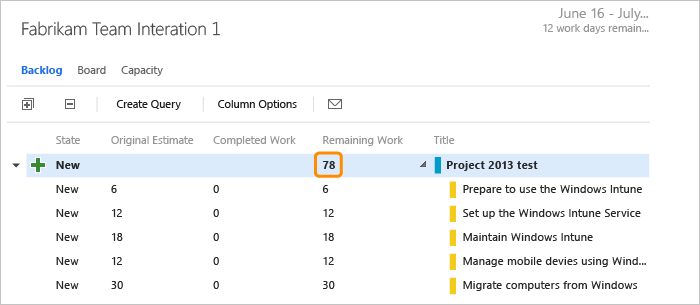 June 16 - July...
Fabrikam Team Interation 1
12 work days remain...
Backlog Board Capacity
Create Query Column Options
State Original Estimate Completed Work Remaining Work Title
New 78 Project 2013 test
New 6 0 6 Prepare to use the Windows Intune
New 12 0 12 Set up the Windows Intune Service
New 18 0 18 Maintain Windows Intune
New 12 0 12 Manage mobile devies using Wind...
New 30 0 30 Migrate computers from Windows